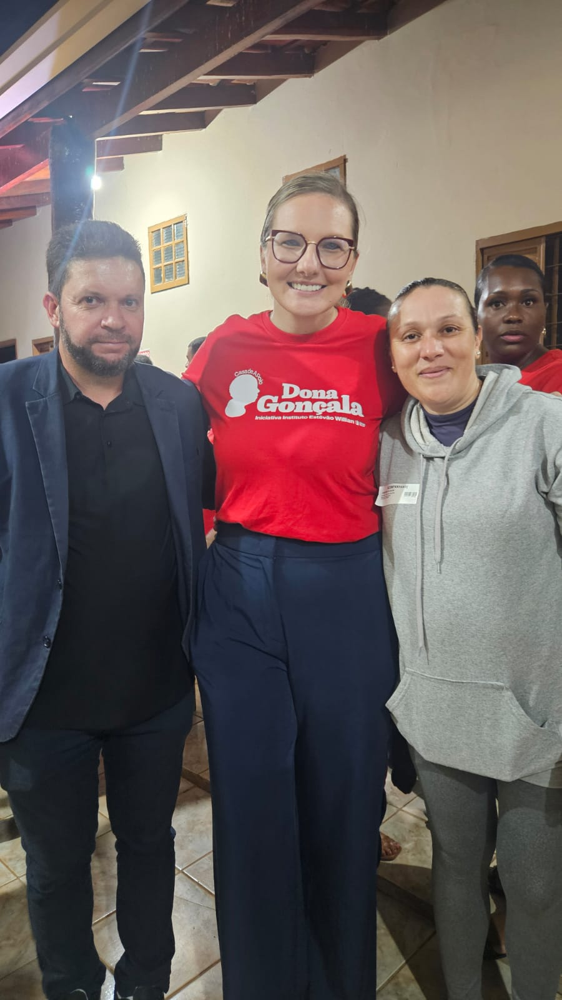 Casa de Apoio
Dona
Gonçala
Iniciativa Instituto Estêvão Willian
ACOMPANHANTE